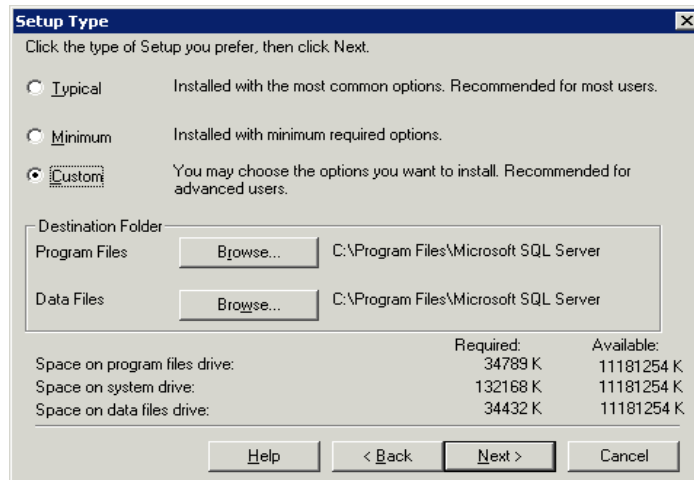 Setup Type
Click the type of Setup you prefer, then click Next.
Typical Installed with the most common options. Recommended for most users.
Minimum Installed with minimum required options.
Custom You may choose the options you want to install. Recommended for
advanced users.
Destination Folder
Program Files Browse... C:\Program Files\Microsoft SQL Server
Data Files Browse... C:\Program Files\Microsoft SQL Server
Required: Available:
Space on program files drive: 34789 K 11181254 K
Space on system drive: 132168 K 11181254 K
Space on data files drive: 34432 K 11181254 K
Help < Back Next > Cancel